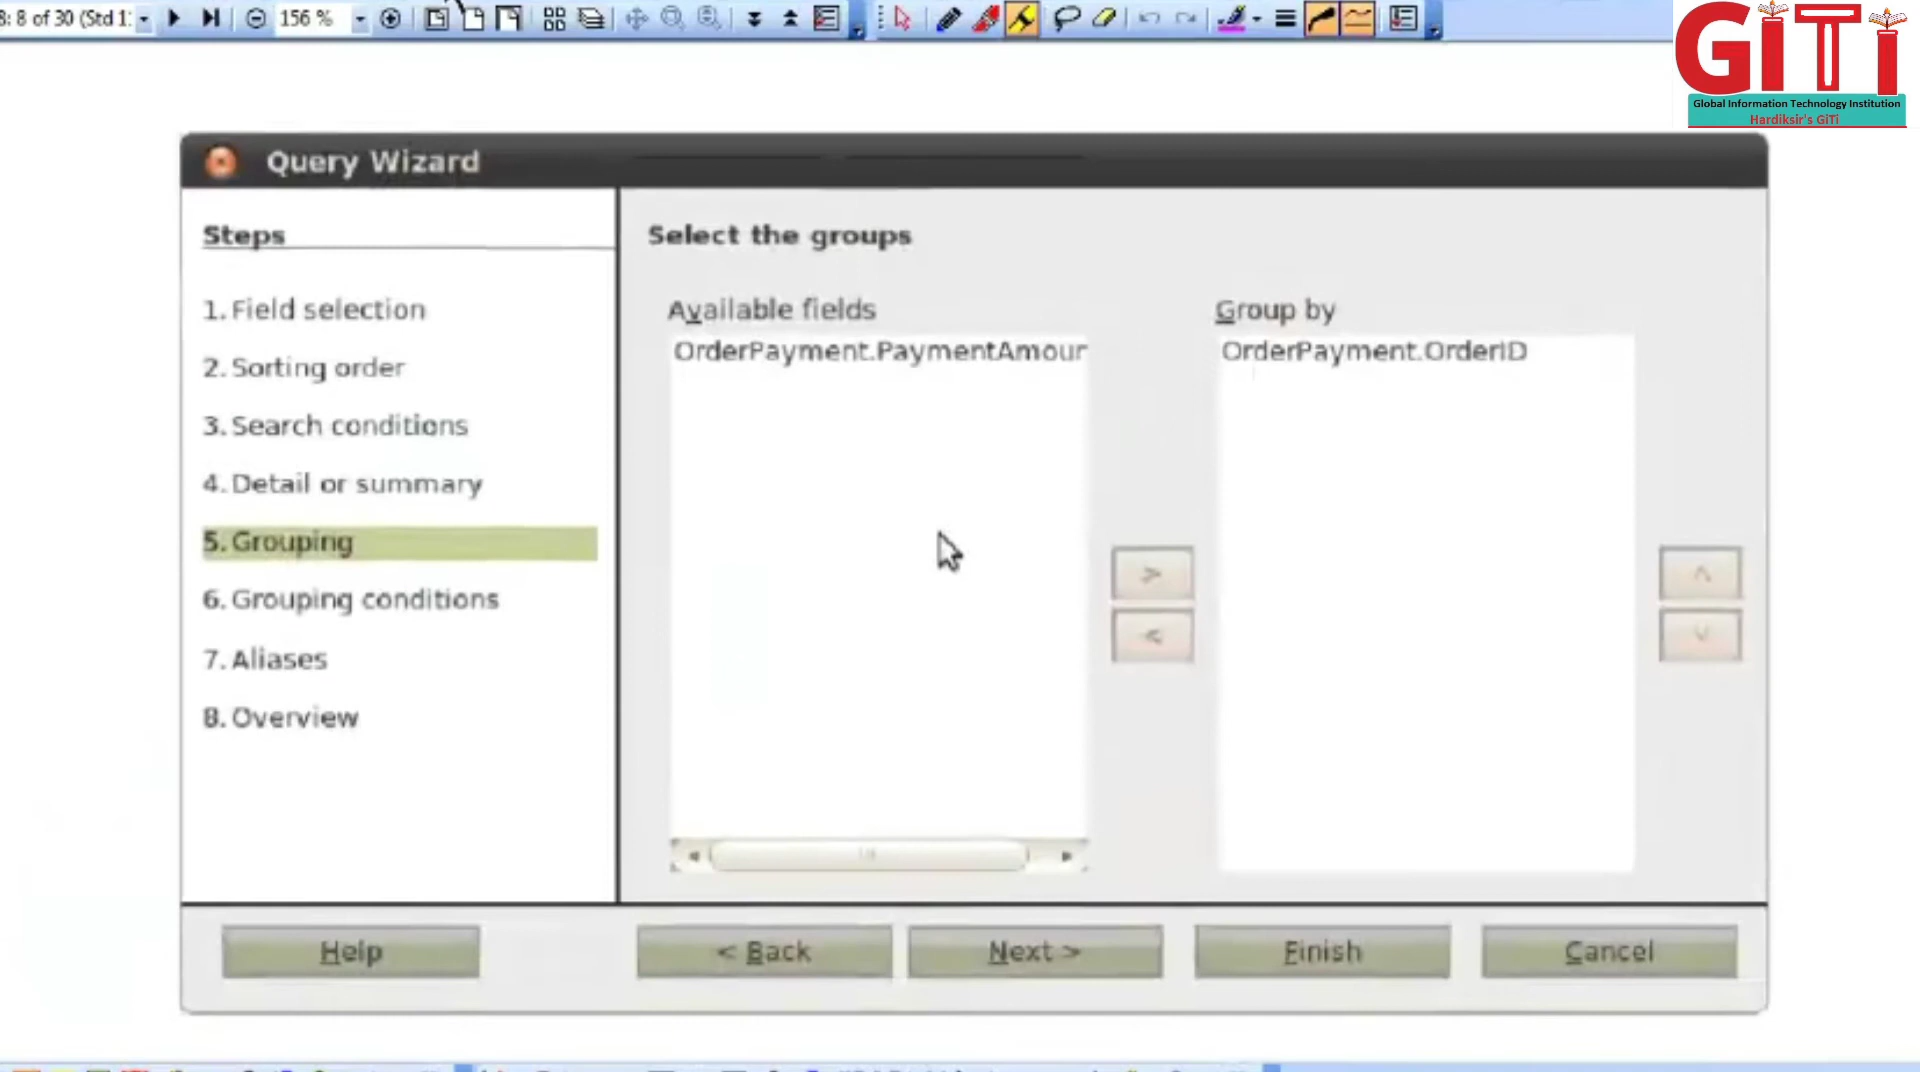 8: 8 of 30 (Std 1:
156 %
GiTi
Global Information Technology Institution
Hardiksir's GiTi
Query Wizard
Steps
Select the groups
1. Field selection
2. Sorting order
3. Search conditions
4. Detail or summary
5. Grouping
6. Grouping conditions
7. Aliases
8. Overview
Available fields
OrderPayment.PaymentAmour
Group by
OrderPayment.OrderID
>
<
^
v
Help
< Back
Next >
Finish
Cancel